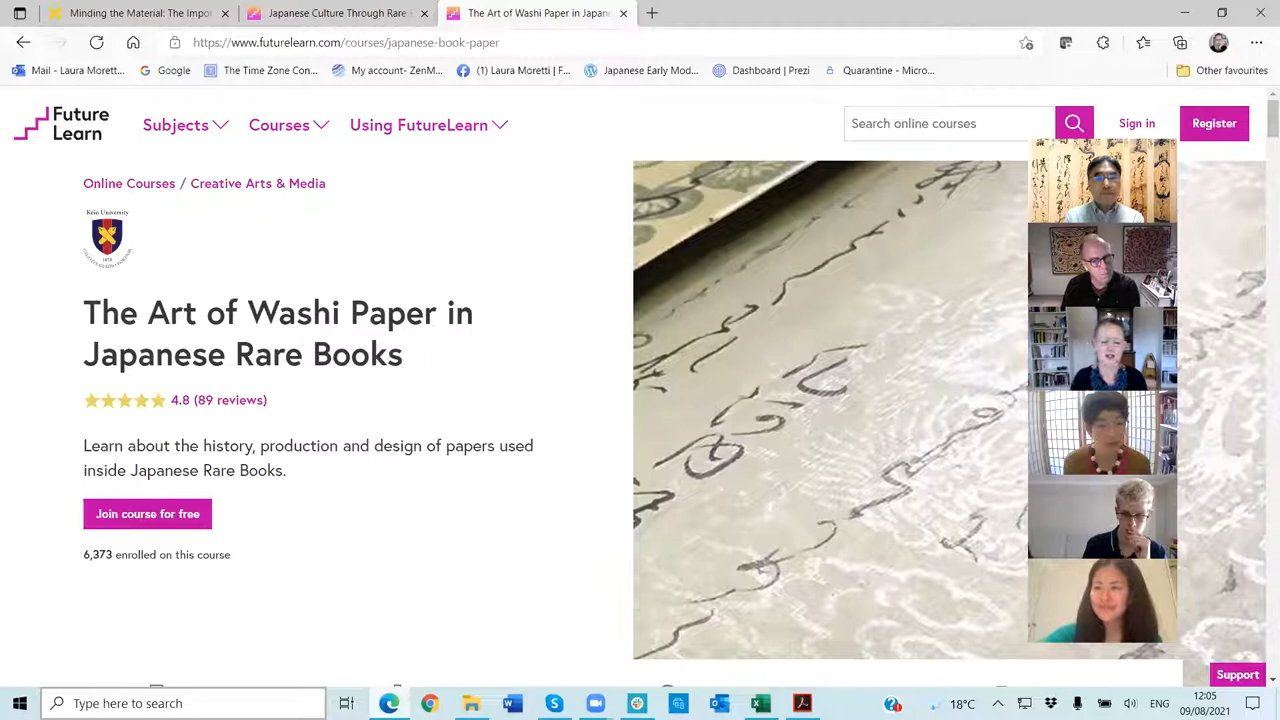 Minding the Material: The Impo
Japanese Culture Through Rare
The Art of Washi Paper in Japan
https://www.futurelearn.com/courses/japanese-book-paper
Mail - Laura Morett...
Google
The Time Zone Con...
My account- ZenM...
(1) Laura Moretti | F...
Japanese Early Mod...
Dashboard | Prezi
Quarantine - Micro...
Other favourites
Future
Learn
Subjects
Courses
Using FutureLearn
Search online courses
Sign in
Register
Online Courses / Creative Arts & Media
Keio University
The Art of Washi Paper in
Japanese Rare Books
4.8 (89 reviews)
Learn about the history, production and design of papers used
inside Japanese Rare Books.
Join course for free
6,373 enrolled on this course
Support
Type here to search
18°C
ENG
12:05
09/08/2021